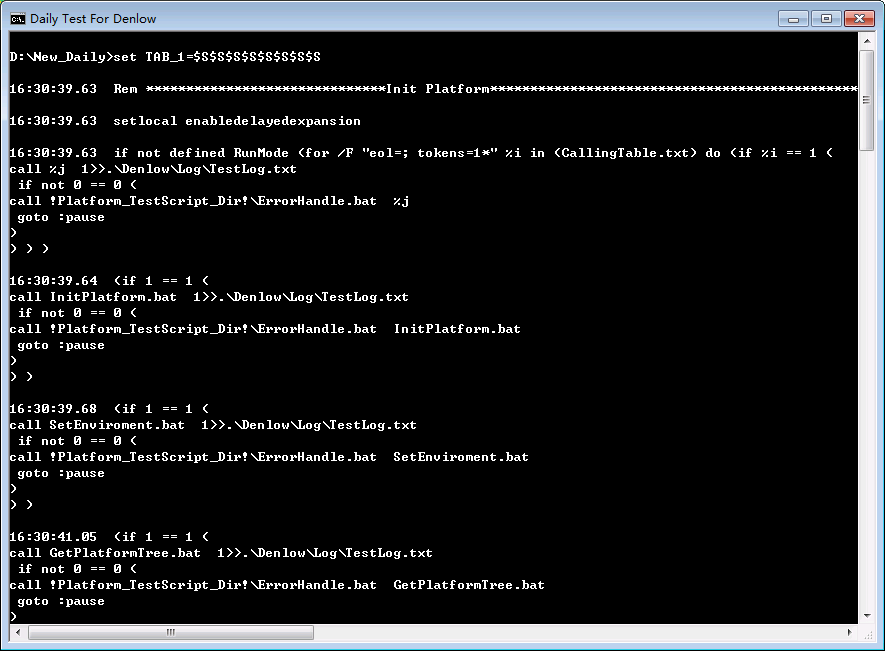 Daily Test For Denlow
D:\New_Daily>set TAB_1=$S$S$S$S$S$S$S$S
16:30:39.63  Rem ******************************Init Platform**********************************************
16:30:39.63  setlocal enabledelayedexpansion
16:30:39.63  if not defined RunMode (for /F "eol=; tokens=1*" %i in (CallingTable.txt) do (if %i == 1 (
call %j  1>>.\Denlow\Log\TestLog.txt
 if not 0 == 0 (
call !Platform_TestScript_Dir!\ErrorHandle.bat  %j
 goto :pause
)
) ) )
16:30:39.64  (if 1 == 1 (
call InitPlatform.bat  1>>.\Denlow\Log\TestLog.txt
 if not 0 == 0 (
call !Platform_TestScript_Dir!\ErrorHandle.bat  InitPlatform.bat
 goto :pause
)
) )
16:30:39.68  (if 1 == 1 (
call SetEnviroment.bat  1>>.\Denlow\Log\TestLog.txt
 if not 0 == 0 (
call !Platform_TestScript_Dir!\ErrorHandle.bat  SetEnviroment.bat
 goto :pause
)
) )
16:30:41.05  (if 1 == 1 (
call GetPlatformTree.bat  1>>.\Denlow\Log\TestLog.txt
 if not 0 == 0 (
call !Platform_TestScript_Dir!\ErrorHandle.bat  GetPlatformTree.bat
 goto :pause
)